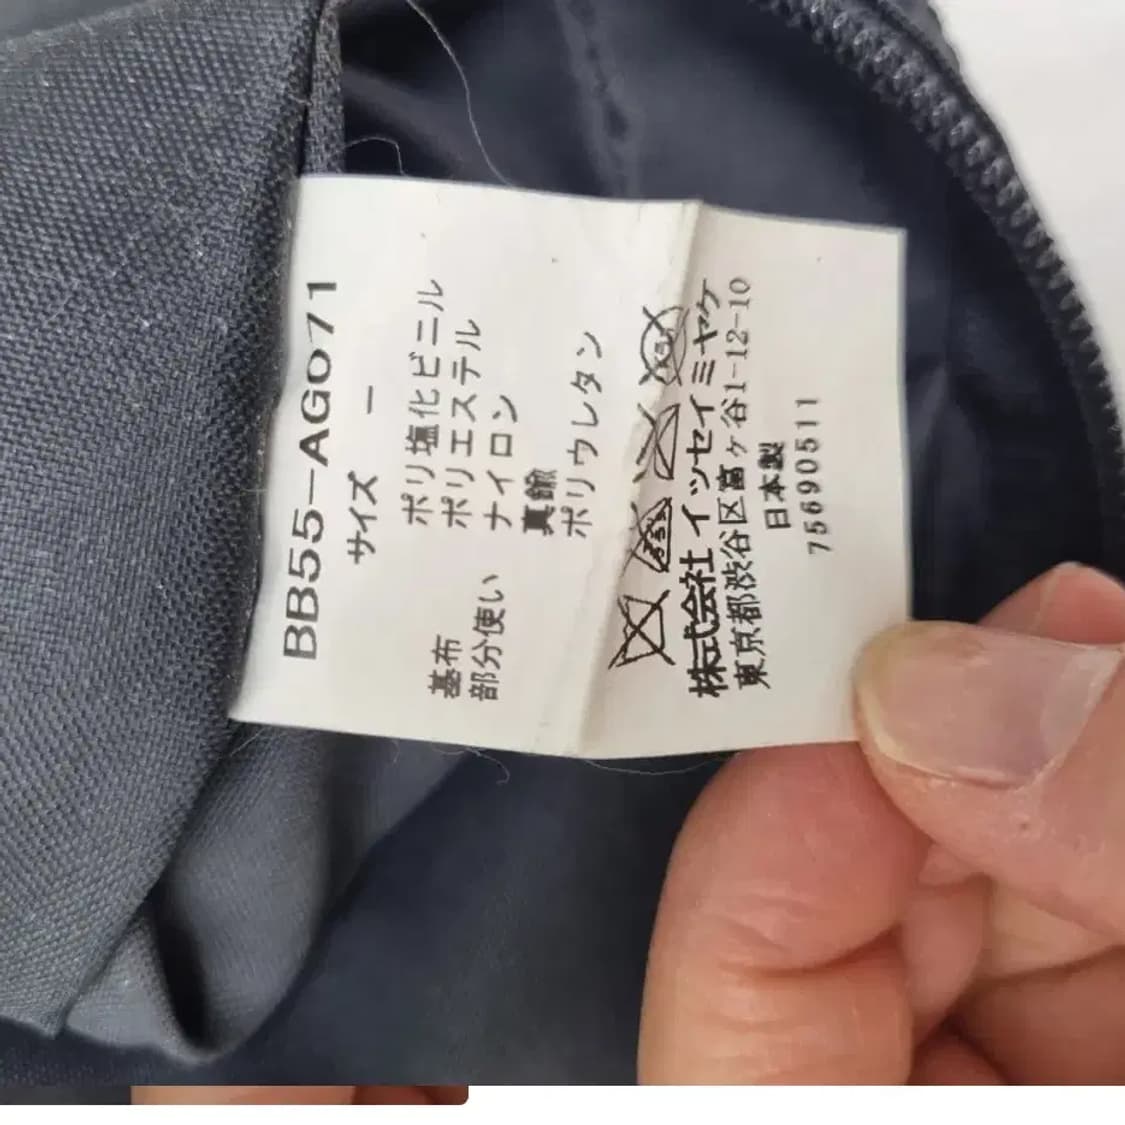 BB55-AG071
サイズ —
ポリ塩化ビニル
基布 ポリエステル
部分使い ナイロン
真鍮
ポリウレタン
株式会社 イッセイミヤケ
東京都渋谷区富ヶ谷1-12-10
日本製
75690511